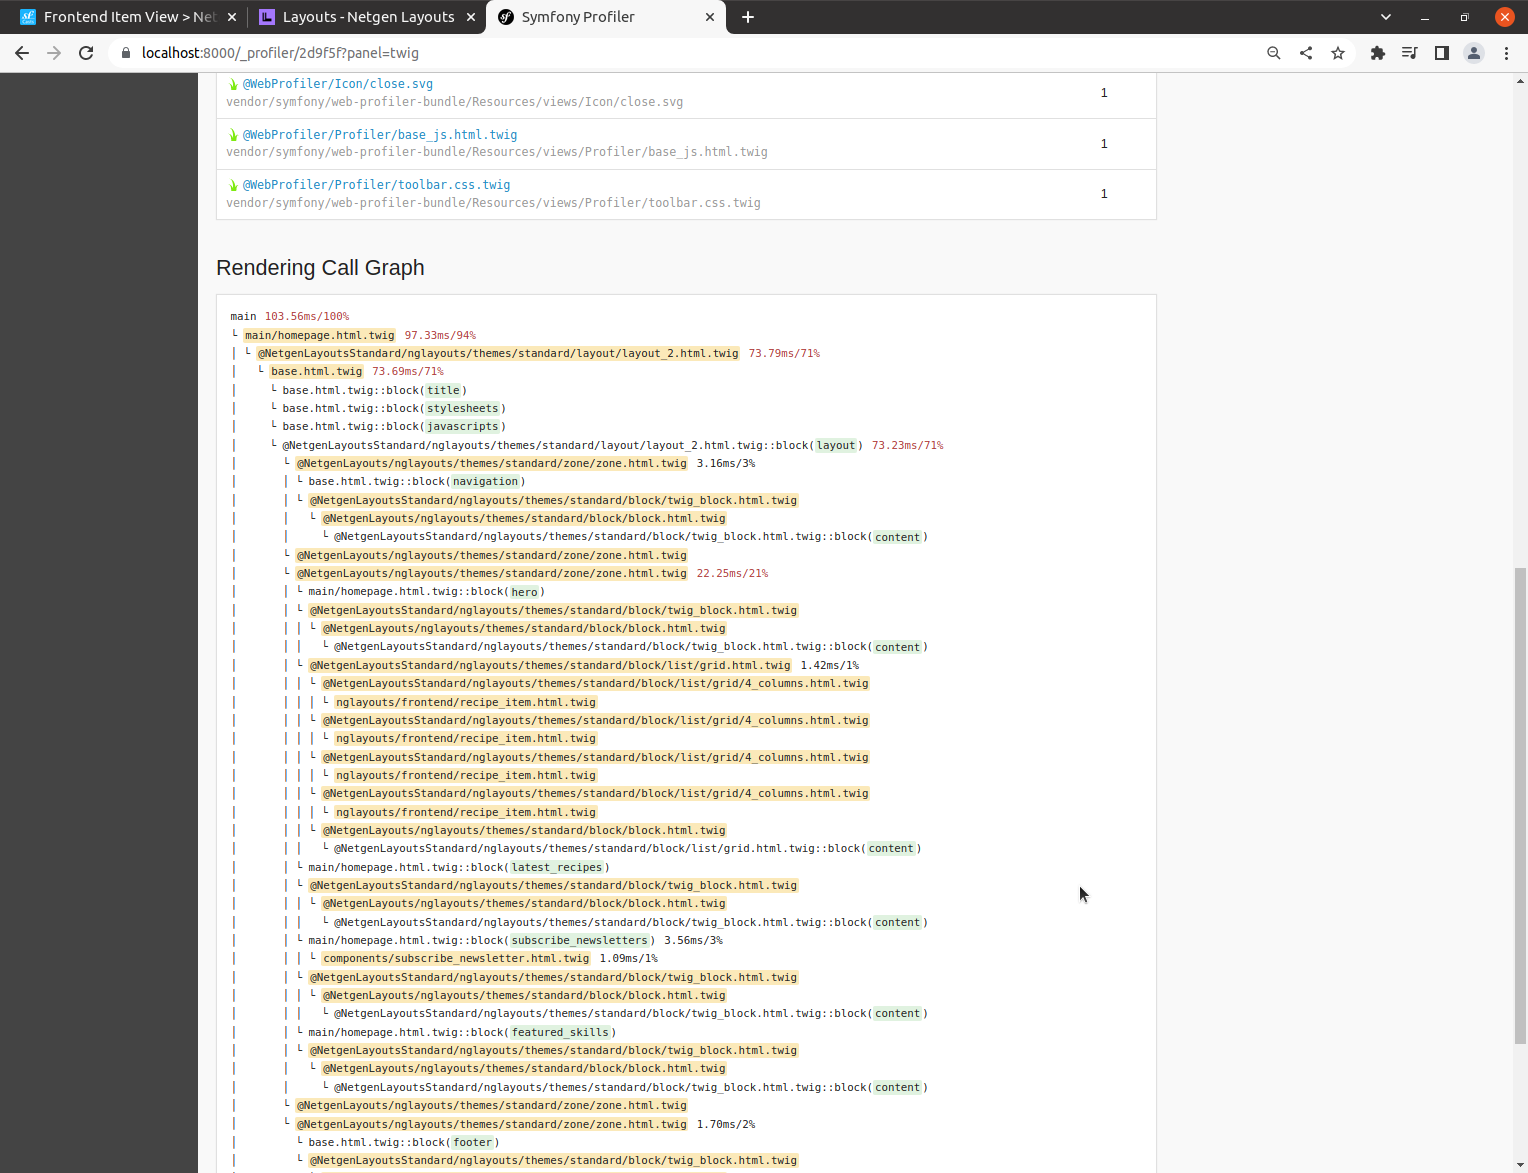 Frontend Item View > Net
Layouts - Netgen Layouts
Symfony Profiler
localhost:8000/_profiler/2d9f5f?panel=twig
@WebProfiler/Icon/close.svg
vendor/symfony/web-profiler-bundle/Resources/views/Icon/close.svg
1
@WebProfiler/Profiler/base_js.html.twig
vendor/symfony/web-profiler-bundle/Resources/views/Profiler/base_js.html.twig
1
@WebProfiler/Profiler/toolbar.css.twig
vendor/symfony/web-profiler-bundle/Resources/views/Profiler/toolbar.css.twig
1
Rendering Call Graph
main 103.56ms/100%
└ main/homepage.html.twig 97.33ms/94%
│ └ @NetgenLayoutsStandard/nglayouts/themes/standard/layout/layout_2.html.twig 73.79ms/71%
│   └ base.html.twig 73.69ms/71%
│     └ base.html.twig::block(title)
│     └ base.html.twig::block(stylesheets)
│     └ base.html.twig::block(javascripts)
│     └ @NetgenLayoutsStandard/nglayouts/themes/standard/layout/layout_2.html.twig::block(layout) 73.23ms/71%
│       └ @NetgenLayouts/nglayouts/themes/standard/zone/zone.html.twig 3.16ms/3%
│       │ └ base.html.twig::block(navigation)
│       │ └ @NetgenLayoutsStandard/nglayouts/themes/standard/block/twig_block.html.twig
│       │   └ @NetgenLayouts/nglayouts/themes/standard/block/block.html.twig
│       │     └ @NetgenLayoutsStandard/nglayouts/themes/standard/block/twig_block.html.twig::block(content)
│       └ @NetgenLayouts/nglayouts/themes/standard/zone/zone.html.twig
│       └ @NetgenLayouts/nglayouts/themes/standard/zone/zone.html.twig 22.25ms/21%
│       │ └ main/homepage.html.twig::block(hero)
│       │ └ @NetgenLayoutsStandard/nglayouts/themes/standard/block/twig_block.html.twig
│       │ │ └ @NetgenLayouts/nglayouts/themes/standard/block/block.html.twig
│       │ │   └ @NetgenLayoutsStandard/nglayouts/themes/standard/block/twig_block.html.twig::block(content)
│       │ └ @NetgenLayoutsStandard/nglayouts/themes/standard/block/list/grid.html.twig 1.42ms/1%
│       │ │ └ @NetgenLayoutsStandard/nglayouts/themes/standard/block/list/grid/4_columns.html.twig
│       │ │ │ └ nglayouts/frontend/recipe_item.html.twig
│       │ │ └ @NetgenLayoutsStandard/nglayouts/themes/standard/block/list/grid/4_columns.html.twig
│       │ │ │ └ nglayouts/frontend/recipe_item.html.twig
│       │ │ └ @NetgenLayoutsStandard/nglayouts/themes/standard/block/list/grid/4_columns.html.twig
│       │ │ │ └ nglayouts/frontend/recipe_item.html.twig
│       │ │ └ @NetgenLayoutsStandard/nglayouts/themes/standard/block/list/grid/4_columns.html.twig
│       │ │ │ └ nglayouts/frontend/recipe_item.html.twig
│       │ │ └ @NetgenLayouts/nglayouts/themes/standard/block/block.html.twig
│       │ │   └ @NetgenLayoutsStandard/nglayouts/themes/standard/block/list/grid.html.twig::block(content)
│       │ └ main/homepage.html.twig::block(latest_recipes)
│       │ └ @NetgenLayoutsStandard/nglayouts/themes/standard/block/twig_block.html.twig
│       │ │ └ @NetgenLayouts/nglayouts/themes/standard/block/block.html.twig
│       │ │   └ @NetgenLayoutsStandard/nglayouts/themes/standard/block/twig_block.html.twig::block(content)
│       │ └ main/homepage.html.twig::block(subscribe_newsletters) 3.56ms/3%
│       │ │ └ components/subscribe_newsletter.html.twig 1.09ms/1%
│       │ └ @NetgenLayoutsStandard/nglayouts/themes/standard/block/twig_block.html.twig
│       │ │ └ @NetgenLayouts/nglayouts/themes/standard/block/block.html.twig
│       │ │   └ @NetgenLayoutsStandard/nglayouts/themes/standard/block/twig_block.html.twig::block(content)
│       │ └ main/homepage.html.twig::block(featured_skills)
│       │ └ @NetgenLayoutsStandard/nglayouts/themes/standard/block/twig_block.html.twig
│       │   └ @NetgenLayouts/nglayouts/themes/standard/block/block.html.twig
│       │     └ @NetgenLayoutsStandard/nglayouts/themes/standard/block/twig_block.html.twig::block(content)
│       └ @NetgenLayouts/nglayouts/themes/standard/zone/zone.html.twig
│       └ @NetgenLayouts/nglayouts/themes/standard/zone/zone.html.twig 1.70ms/2%
│         └ base.html.twig::block(footer)
│         └ @NetgenLayoutsStandard/nglayouts/themes/standard/block/twig_block.html.twig